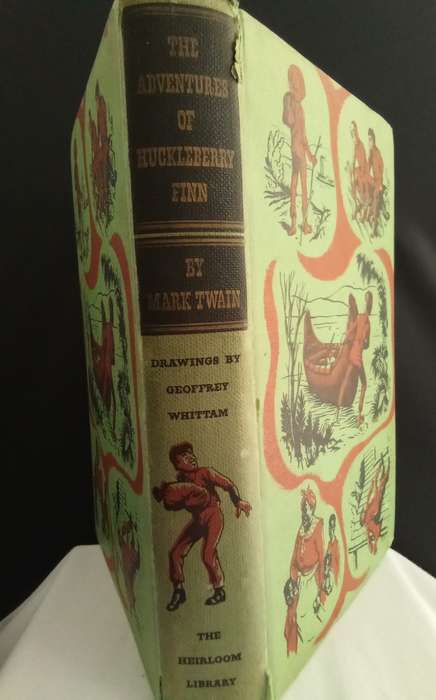 THE
ADVENTURES
OF
HUCKLEBERRY
FINN
BY
MARK TWAIN
DRAWINGS BY
GEOFFREY
WHITTAM
THE
HEIRLOOM
LIBRARY